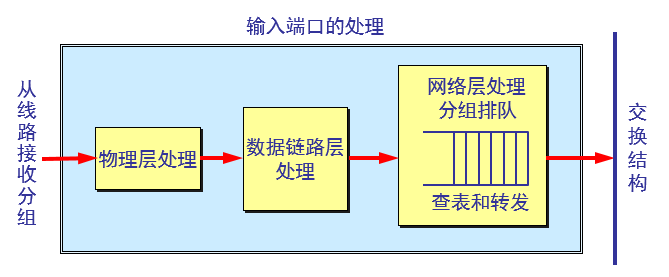 输入端口的处理
从线路接收分组
物理层处理
数据链路层
处理
网络层处理
分组排队
查表和转发
交换结构